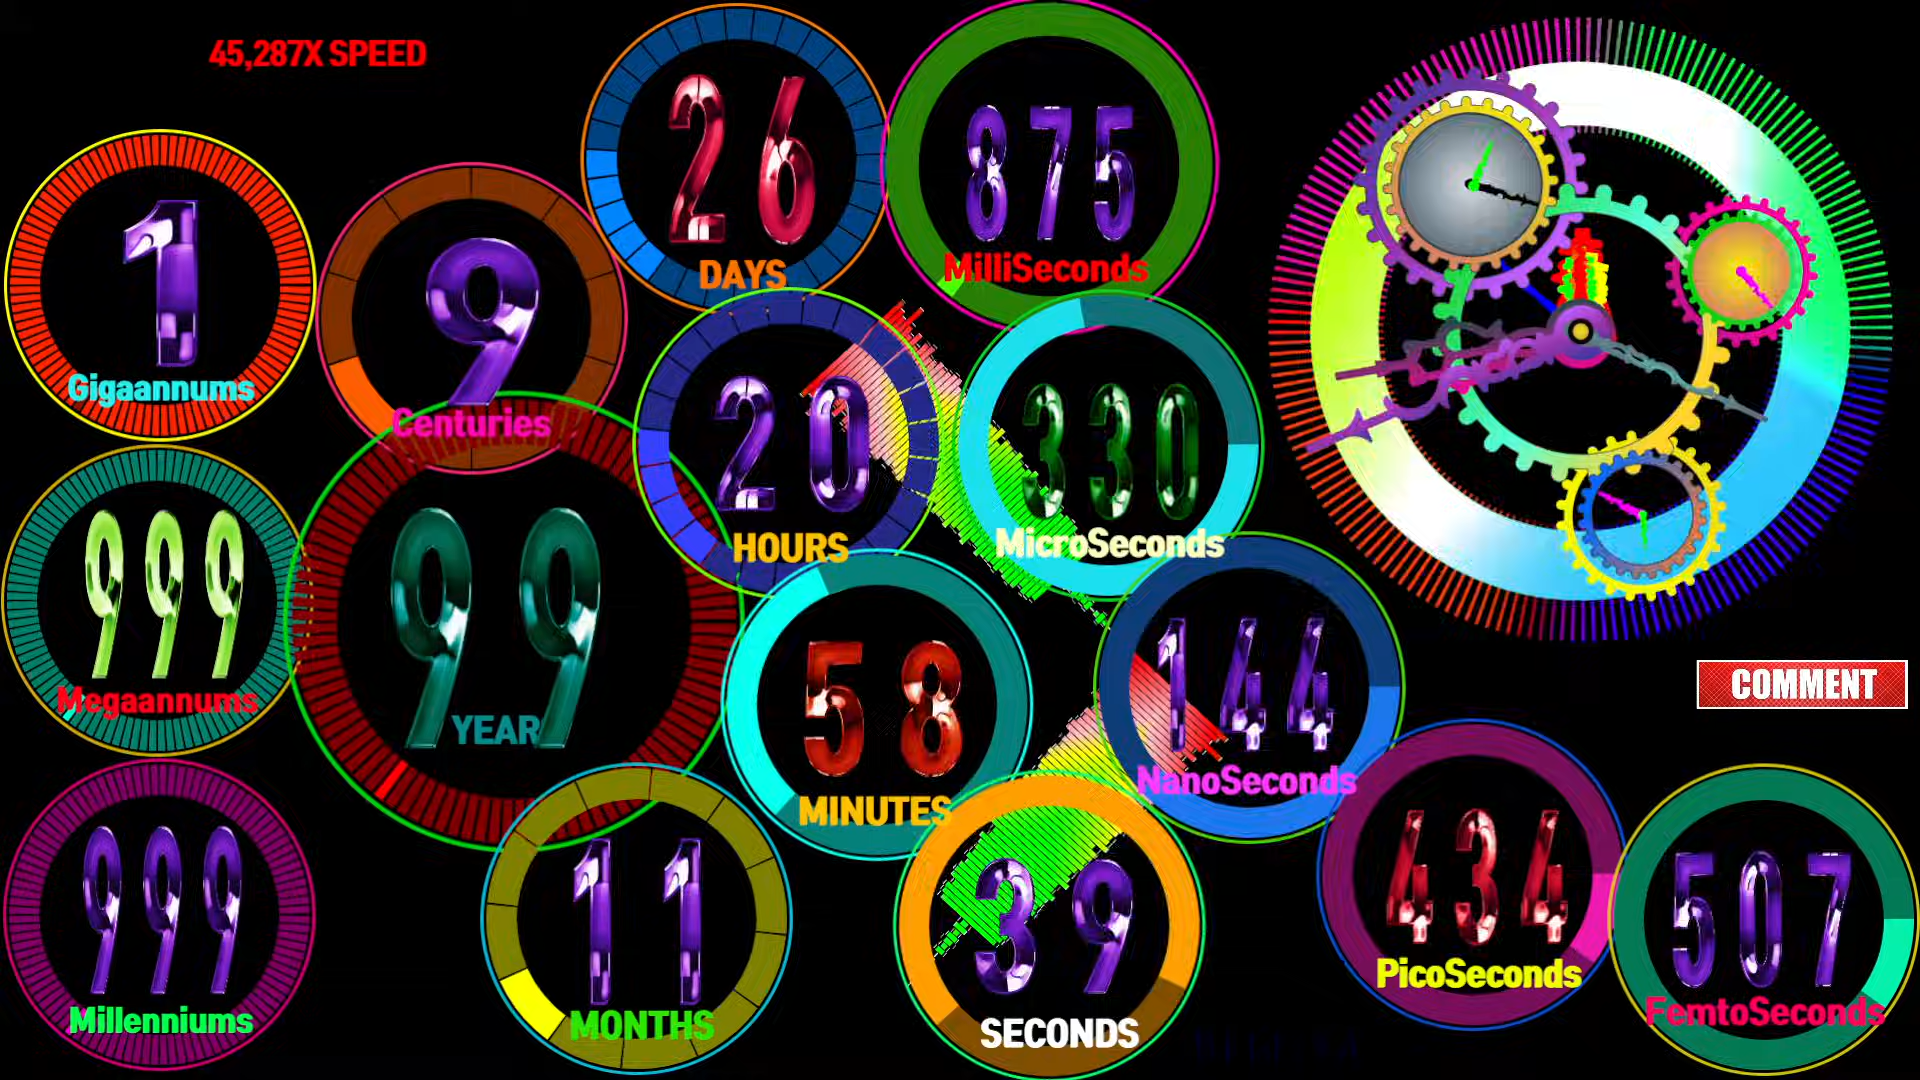 45,287X SPEED
26
DAYS
875
MilliSeconds
1
Gigaannums
9
Centuries
20
HOURS
330
MicroSeconds
999
Megaannums
99
YEAR
58
MINUTES
144
NanoSeconds
COMMENT
999
Millenniums
11
MONTHS
39
SECONDS
434
PicoSeconds
507
FemtoSeconds